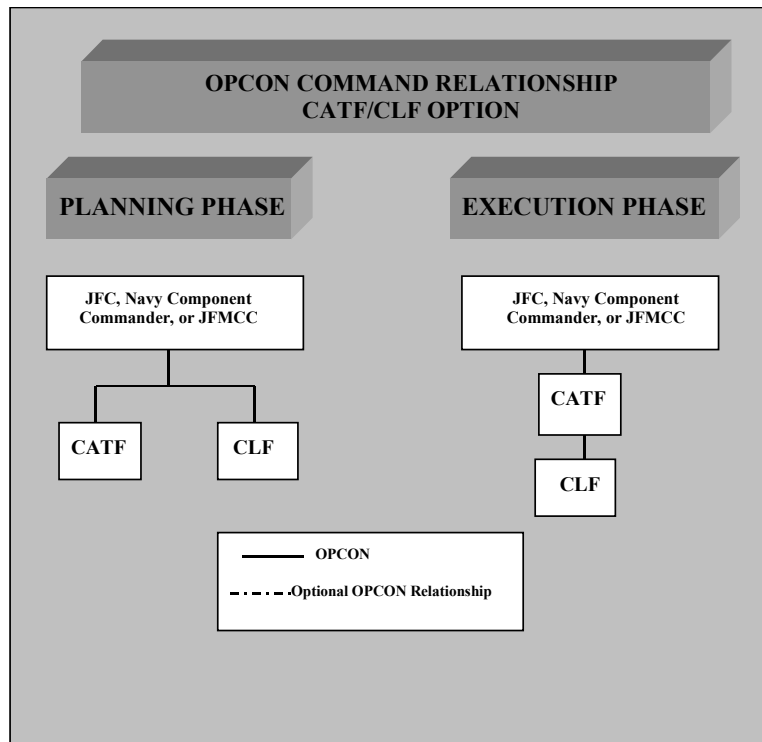 OPCON COMMAND RELATIONSHIP
CATF/CLF OPTION
PLANNING PHASE
EXECUTION PHASE
JFC, Navy Component
Commander, or JFMCC
CATF
CLF
JFC, Navy Component
Commander, or JFMCC
CATF
CLF
OPCON
Optional OPCON Relationship